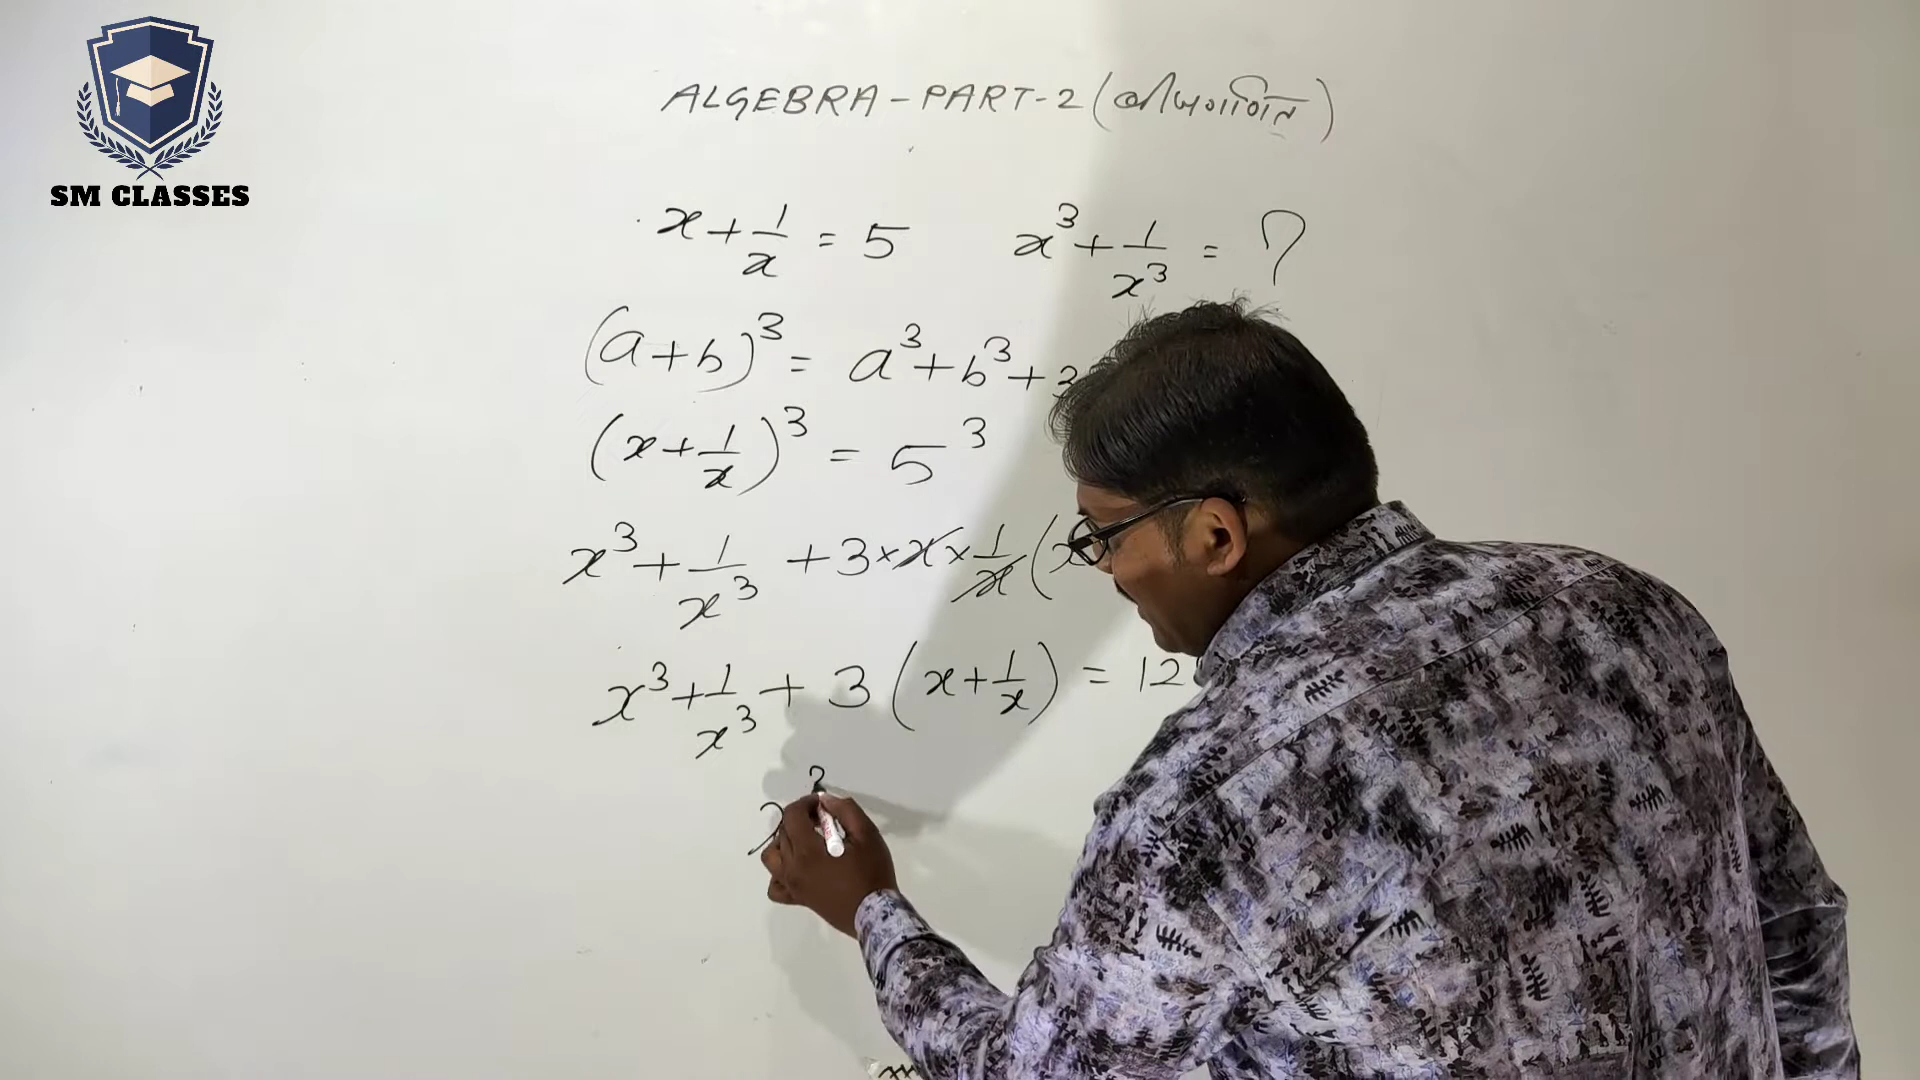 SM CLASSES
ALGEBRA - PART - 2 (বীজগণিত)
x + 1/x = 5    x³ + 1/x³ = ?
(a + b)³ = a³ + b³ + 3
(x + 1/x)³ = 5³
x³ + 1/x³ + 3 × x × 1/x (x
x³ + 1/x³ + 3 (x + 1/x) = 12
x